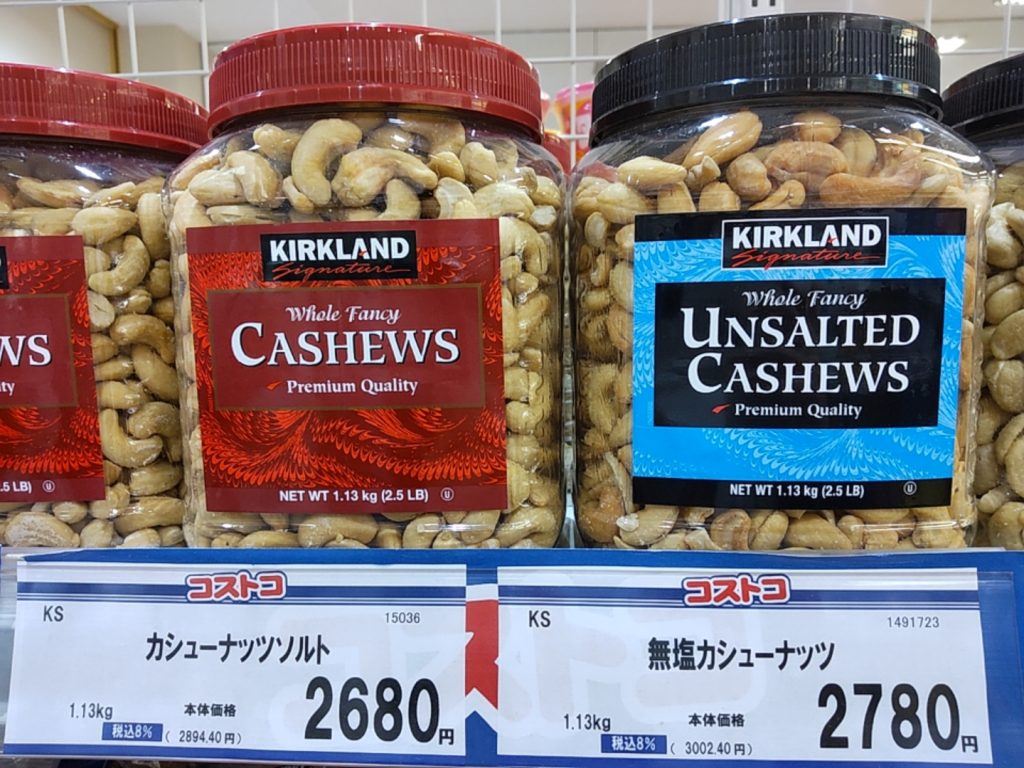 WS
ty
.5 LB) U
KIRKLAND
Signature
Whole Fancy
CASHEWS
Premium Quality
NET WT 1.13 kg (2.5 LB) U
KIRKLAND
Signature
Whole Fancy
UNSALTED
CASHEWS
Premium Quality
NET WT 1.13 kg (2.5 LB) U
コストコ
KS 15036
カシューナッツソルト
1.13kg 本体価格 2680円
税込8% ( 2894.40円)
コストコ
KS 1491723
無塩カシューナッツ
1.13kg 本体価格 2780円
税込8% ( 3002.40円)